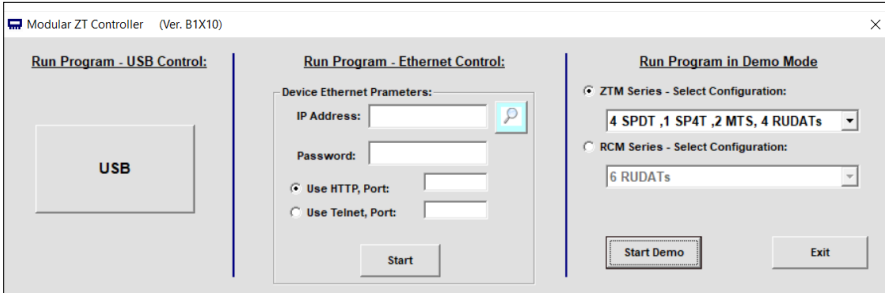 Modular ZT Controller (Ver. B1X10)
Run Program - USB Control:
USB
Run Program - Ethernet Control:
Device Ethernet Prameters:
IP Address:
Password:
Use HTTP, Port:
Use Telnet, Port:
Start
Run Program in Demo Mode
ZTM Series - Select Configuration:
4 SPDT ,1 SP4T ,2 MTS, 4 RUDATs
RCM Series - Select Configuration:
6 RUDATs
Start Demo
Exit